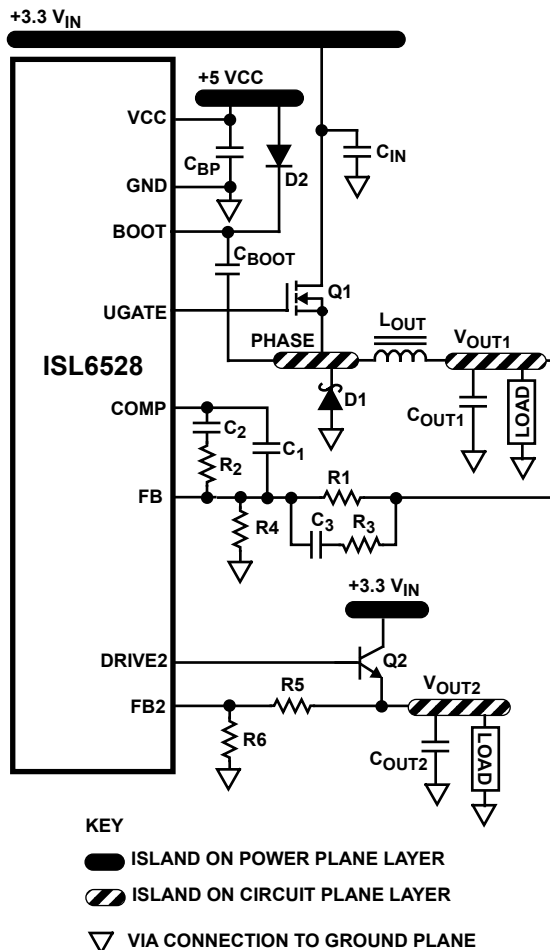 +3.3 VIN
+5 VCC
VCC
CBP
D2
CIN
GND
BOOT
CBOOT
Q1
UGATE
LOUT
PHASE
VOUT1
ISL6528
D1
COUT1
LOAD
COMP
C2
C1
R2
R1
FB
R4
C3
R3
+3.3 VIN
DRIVE2
Q2
R5
VOUT2
FB2
R6
COUT2
LOAD
KEY
ISLAND ON POWER PLANE LAYER
ISLAND ON CIRCUIT PLANE LAYER
VIA CONNECTION TO GROUND PLANE